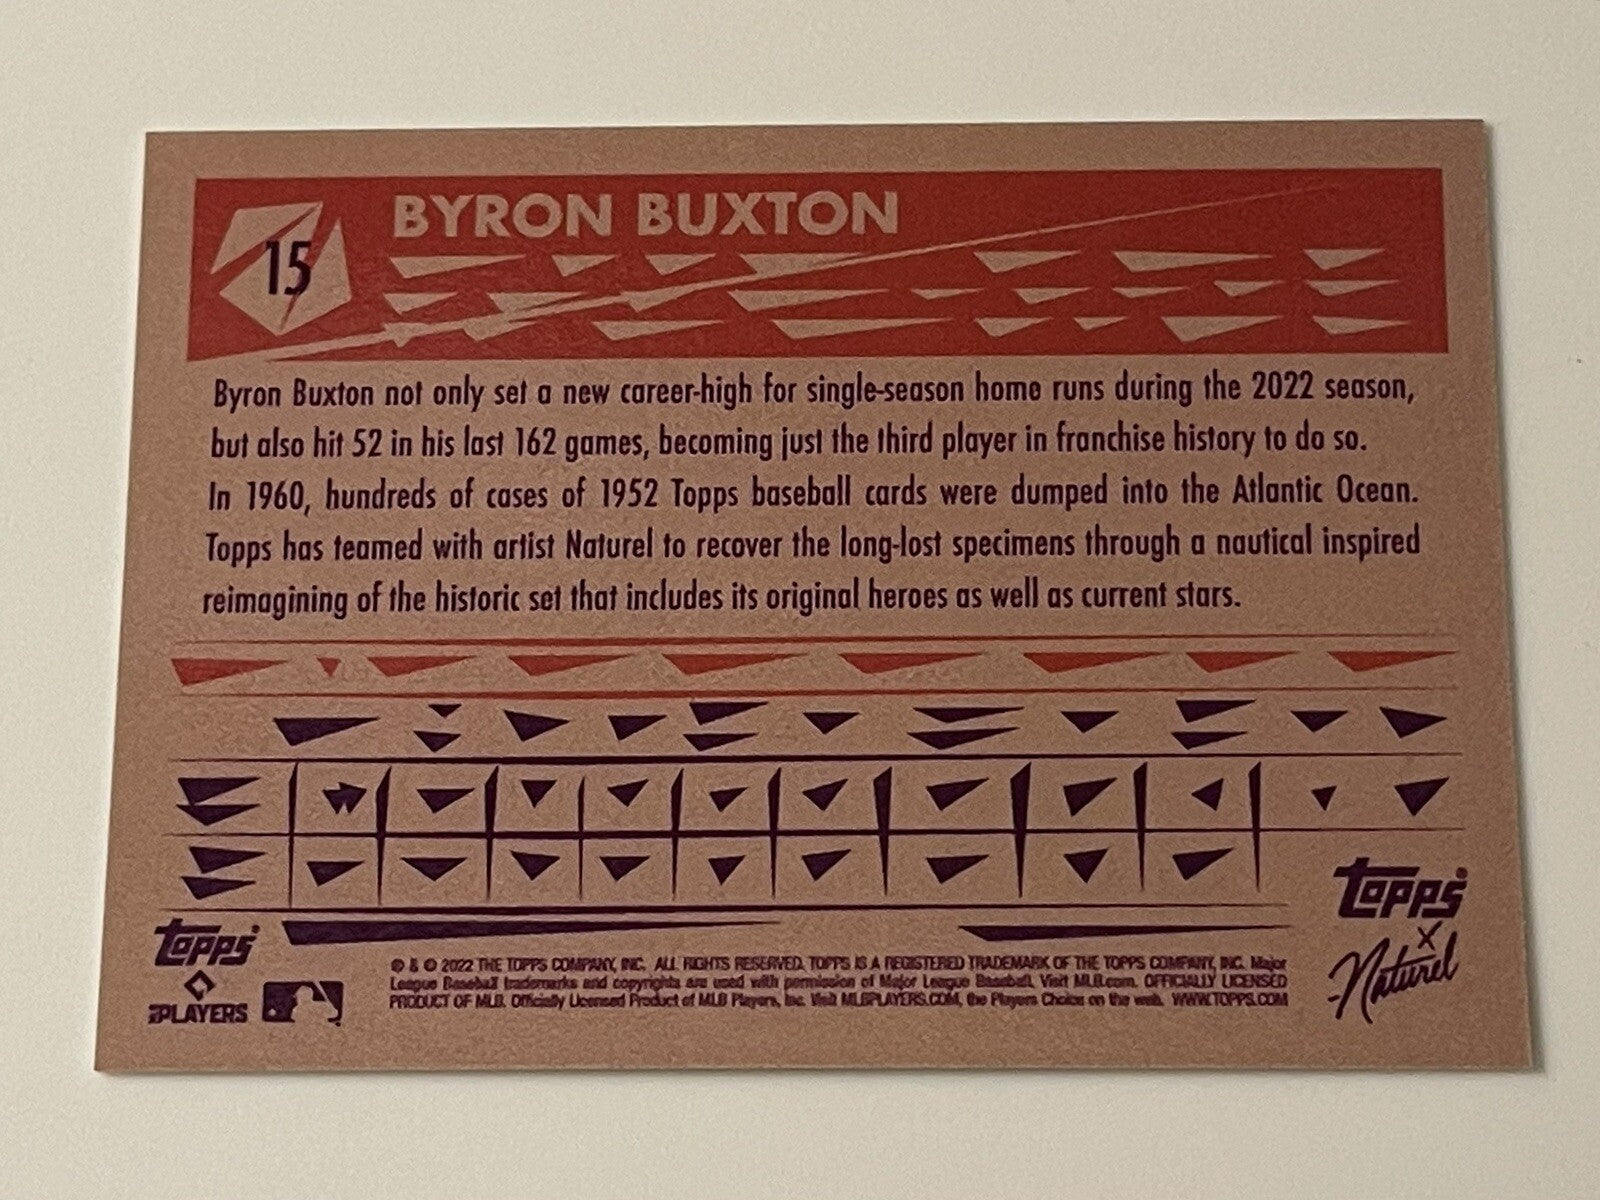 15
BYRON BUXTON
Byron Buxton not only set a new career-high for single-season home runs during the 2022 season,
but also hit 52 in his last 162 games, becoming just the third player in franchise history to do so.
In 1960, hundreds of cases of 1952 Topps baseball cards were dumped into the Atlantic Ocean.
Topps has teamed with artist Naturel to recover the long-lost specimens through a nautical inspired
reimagining of the historic set that includes its original heroes as well as current stars.
Topps
PLAYERS
® & © 2022 THE TOPPS COMPANY, INC. ALL RIGHTS RESERVED. TOPPS IS A REGISTERED TRADEMARK OF THE TOPPS COMPANY, INC. Major
League Baseball trademarks and copyrights are used with permission of Major League Baseball. Visit MLB.com. OFFICIALLY LICENSED
PRODUCT OF MLB. Officially Licensed Product of MLB Players, Inc. Visit MLBPLAYERS.COM, the Players Choice on the web. WWW.TOPPS.COM
Topps
X
Naturel